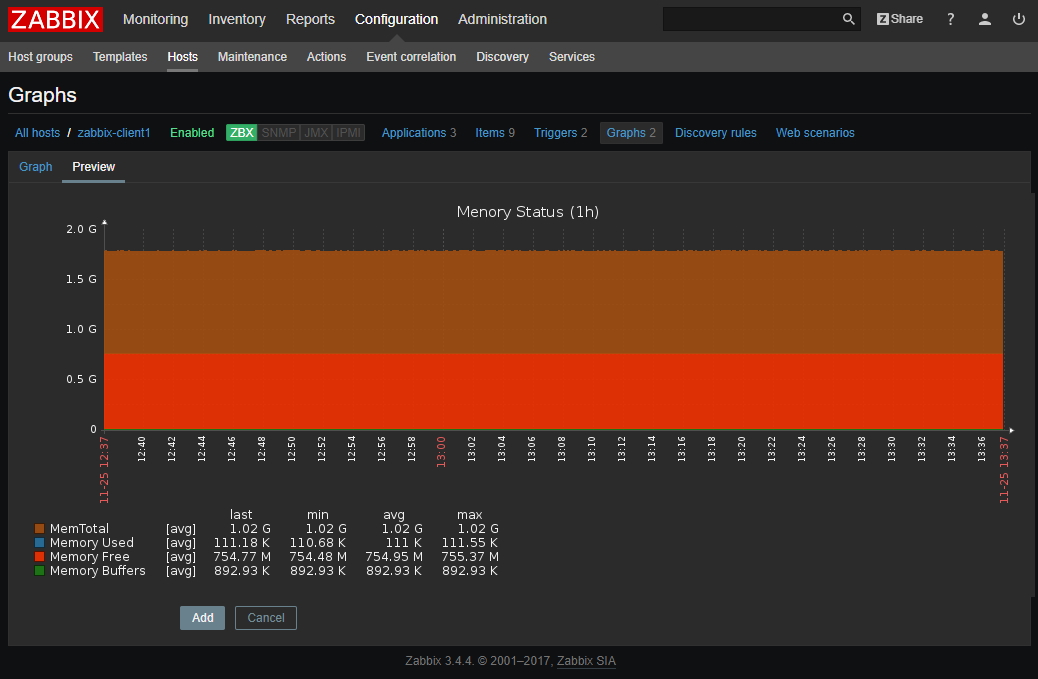 ZABBIX Monitoring Inventory Reports Configuration Administration Z Share ?
Host groups Templates Hosts Maintenance Actions Event correlation Discovery Services
Graphs
All hosts / zabbix-client1 Enabled ZBX SNMP JMX IPMI Applications 3 Items 9 Triggers 2 Graphs 2 Discovery rules Web scenarios
Graph Preview
Menory Status (1h)
2.0 G
1.5 G
1.0 G
0.5 G
0
11-25 12:37 12:40 12:42 12:44 12:46 12:48 12:50 12:52 12:54 12:56 12:58 13:00 13:02 13:04 13:06 13:08 13:10 13:12 13:14 13:16 13:18 13:20 13:22 13:24 13:26 13:28 13:30 13:32 13:34 13:36 11-25 13:37
last min avg max
MemTotal [avg] 1.02 G 1.02 G 1.02 G 1.02 G
Memory Used [avg] 111.18 K 110.68 K 111 K 111.55 K
Memory Free [avg] 754.77 M 754.48 M 754.95 M 755.37 M
Memory Buffers [avg] 892.93 K 892.93 K 892.93 K 892.93 K
Add Cancel
Zabbix 3.4.4. © 2001–2017, Zabbix SIA